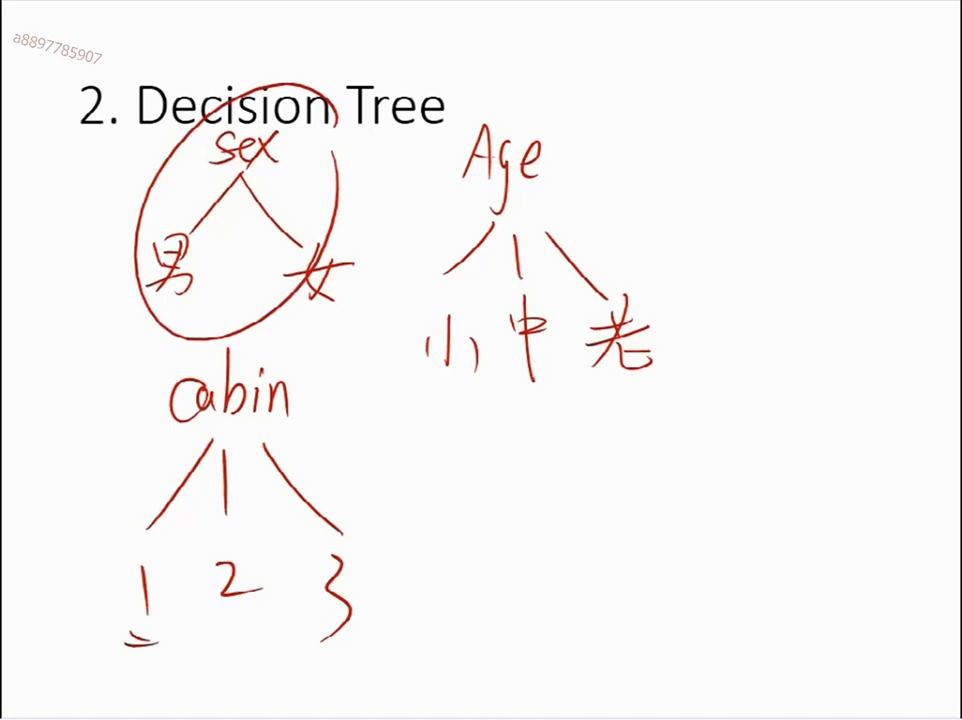 a8897785907
2. Decision Tree
sex
Age
男 女
小 中 老
cabin
1 2 3